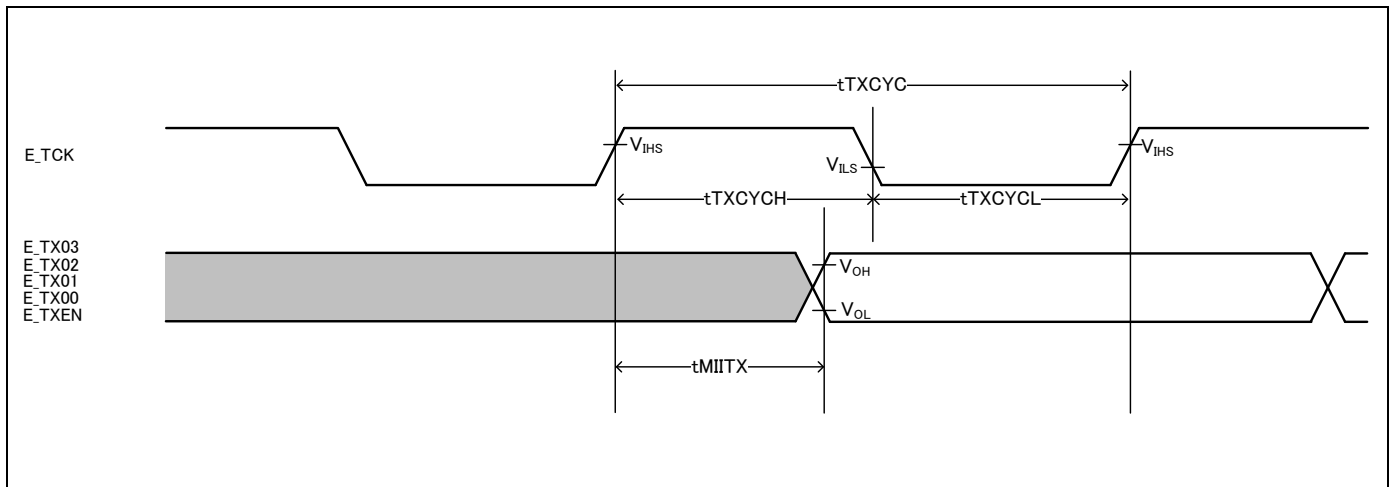 tTXCYC
E_TCK
VIHS
VILS
VIHS
tTXCYCH
tTXCYCL
E_TX03
E_TX02
E_TX01
E_TX00
E_TXEN
VOH
VOL
tMIITX